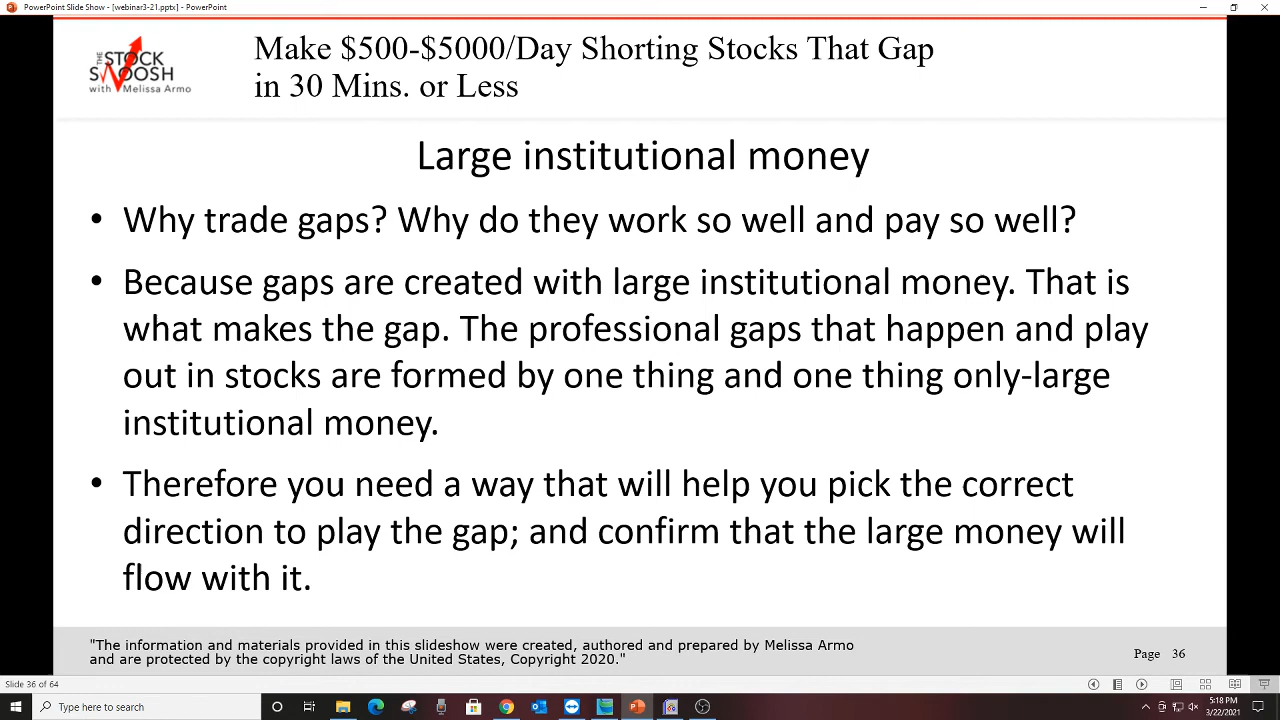 PowerPoint Slide Show - [webinar3-21.pptx] - PowerPoint
THE
STOCK
SWOOSH
with Melissa Armo
Make $500-$5000/Day Shorting Stocks That Gap
in 30 Mins. or Less
Large institutional money
• Why trade gaps? Why do they work so well and pay so well?
• Because gaps are created with large institutional money. That is
what makes the gap. The professional gaps that happen and play
out in stocks are formed by one thing and one thing only-large
institutional money.
• Therefore you need a way that will help you pick the correct
direction to play the gap; and confirm that the large money will
flow with it.
"The information and materials provided in this slideshow were created, authored and prepared by Melissa Armo
and are protected by the copyright laws of the United States, Copyright 2020."
Page 36
Slide 36 of 64
Type here to search
5:18 PM
3/22/2021